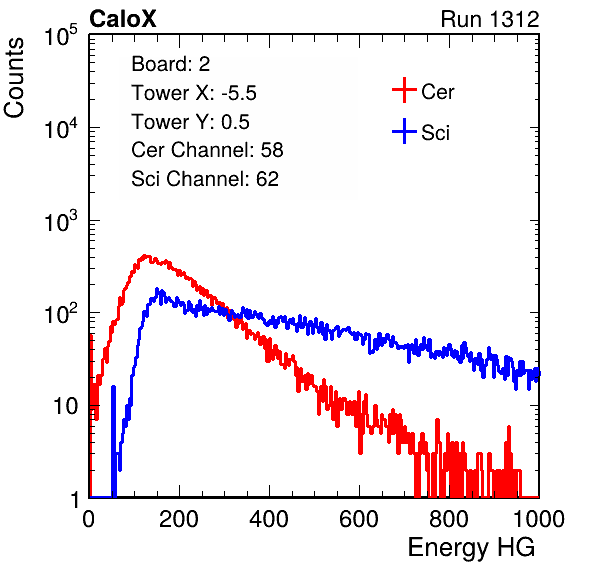 CaloX Run 1312
Counts
10^5
10^4
10^3
10^2
10
1
Board: 2
Tower X: -5.5
Tower Y: 0.5
Cer Channel: 58
Sci Channel: 62
Cer
Sci
0 200 400 600 800 1000
Energy HG